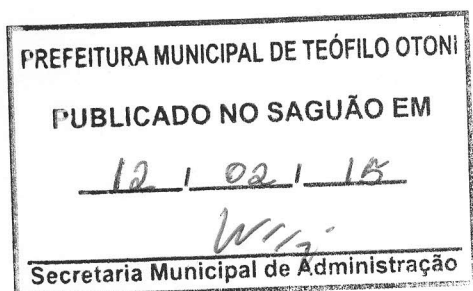 PREFEITURA MUNICIPAL DE TEÓFILO OTONI
PUBLICADO NO SAGUÃO EM
12 / 02 / 15
Secretaria Municipal de Administração